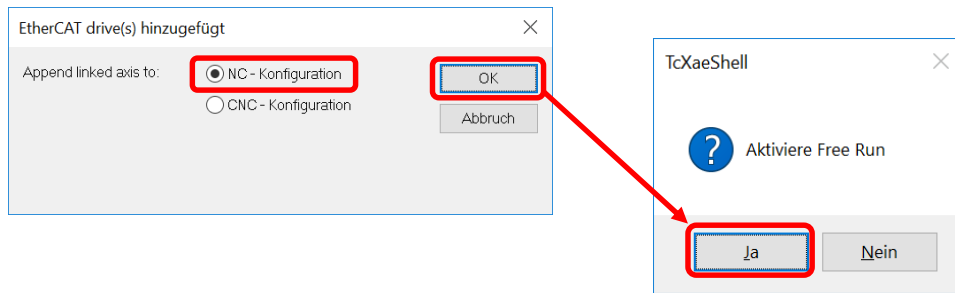 EtherCAT drive(s) hinzugefügt
Append linked axis to:
NC - Konfiguration
OK
CNC - Konfiguration
Abbruch
TcXaeShell
? Aktiviere Free Run
Ja
Nein